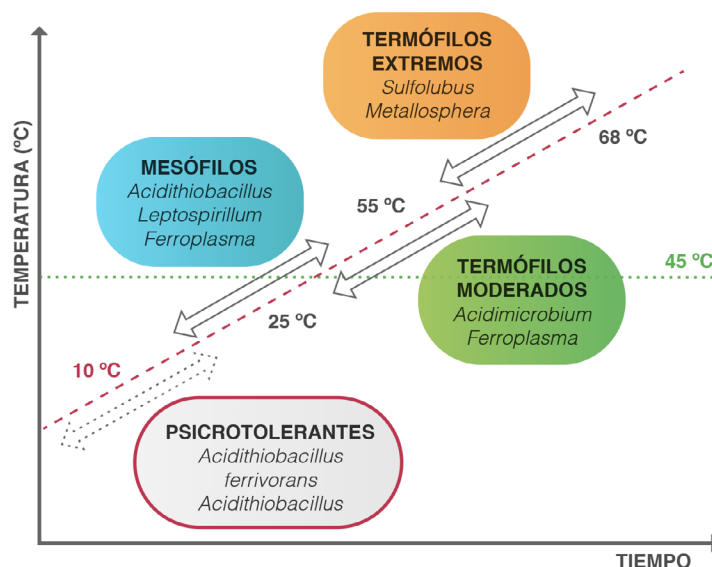 TEMPERATURA (ºC)
TERMÓFILOS
EXTREMOS
Sulfolubus
Metallosphera
68 ºC
MESÓFILOS
Acidithiobacillus
Leptospirillum
Ferroplasma
55 ºC
45 ºC
TERMÓFILOS
MODERADOS
Acidimicrobium
Ferroplasma
25 ºC
10 ºC
PSICROTOLERANTES
Acidithiobacillus
ferrivorans
Acidithiobacillus
TIEMPO